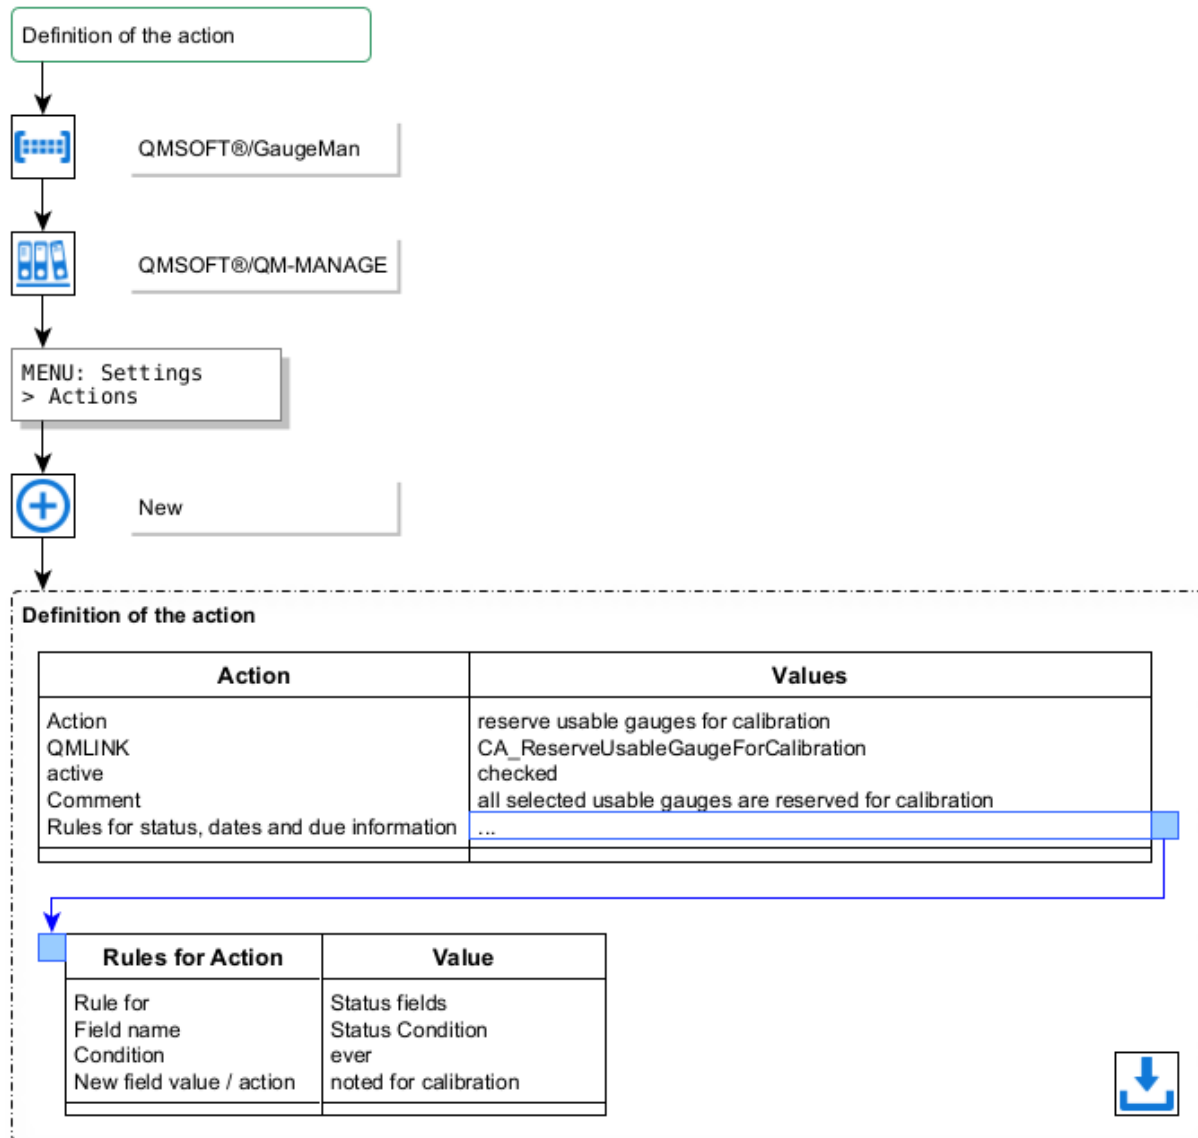 Definition of the action
QMSOFT®/GaugeMan
QMSOFT®/QM-MANAGE
MENU: Settings
> Actions
New
Definition of the action
Action Values
Action reserve usable gauges for calibration
QMLINK CA_ReserveUsableGaugeForCalibration
active checked
Comment all selected usable gauges are reserved for calibration
Rules for status, dates and due information ...
Rules for Action Value
Rule for Status fields
Field name Status Condition
Condition ever
New field value / action noted for calibration